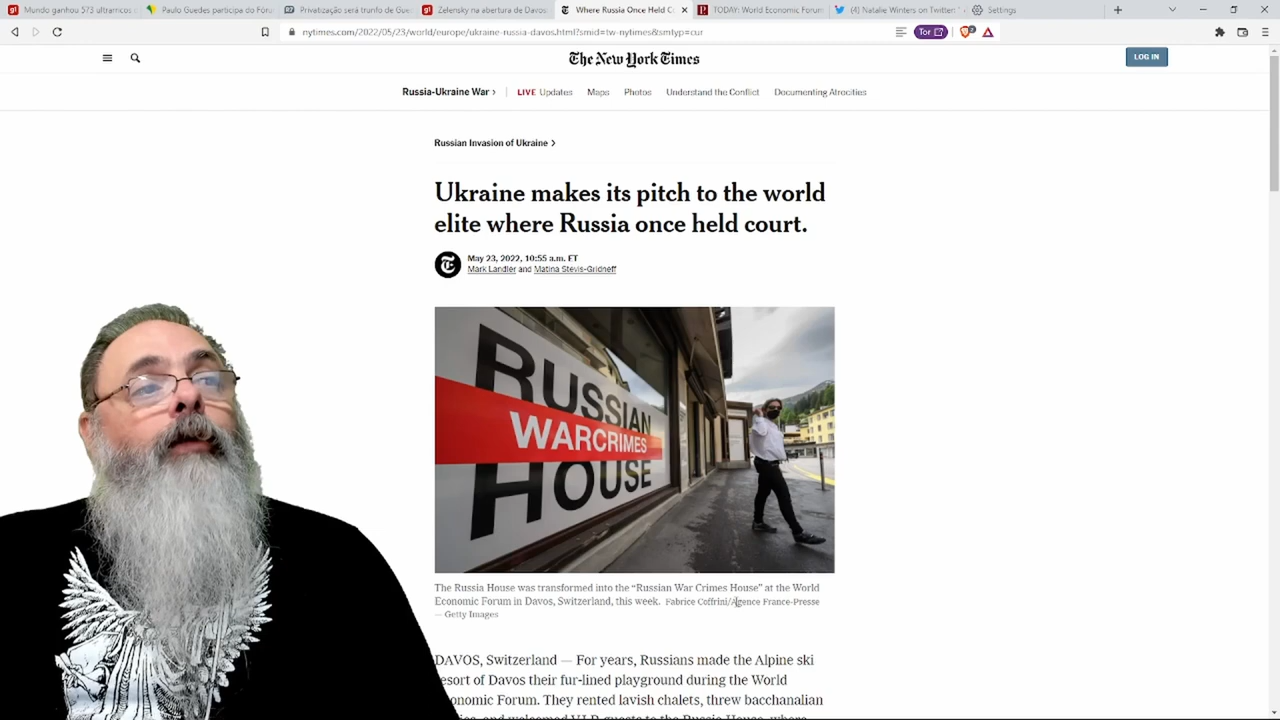 Mundo ganhou 573 ultrarricos d
Paulo Guedes participa do Fóru
Privatização será trunfo de Gue
Zelensky na abertura de Davos
Where Russia Once Held Co
TODAY: World Economic Forum
(4) Natalie Winters on Twitter: "
Settings
nytimes.com/2022/05/23/world/europe/ukraine-russia-davos.html?smid=tw-nytimes&smtyp=cur
Tor
The New York Times
LOG IN
Russia-Ukraine War
LIVE Updates
Maps
Photos
Understand the Conflict
Documenting Atrocities
Russian Invasion of Ukraine
Ukraine makes its pitch to the world
elite where Russia once held court.
May 23, 2022, 10:55 a.m. ET
Mark Landler and Matina Stevis-Gridneff
RUSSIAN
WARCRIMES
HOUSE
The Russia House was transformed into the “Russian War Crimes House” at the World
Economic Forum in Davos, Switzerland, this week. Fabrice Coffrini/Agence France-Presse
— Getty Images
DAVOS, Switzerland — For years, Russians made the Alpine ski
resort of Davos their fur-lined playground during the World
Economic Forum. They rented lavish chalets, threw bacchanalian